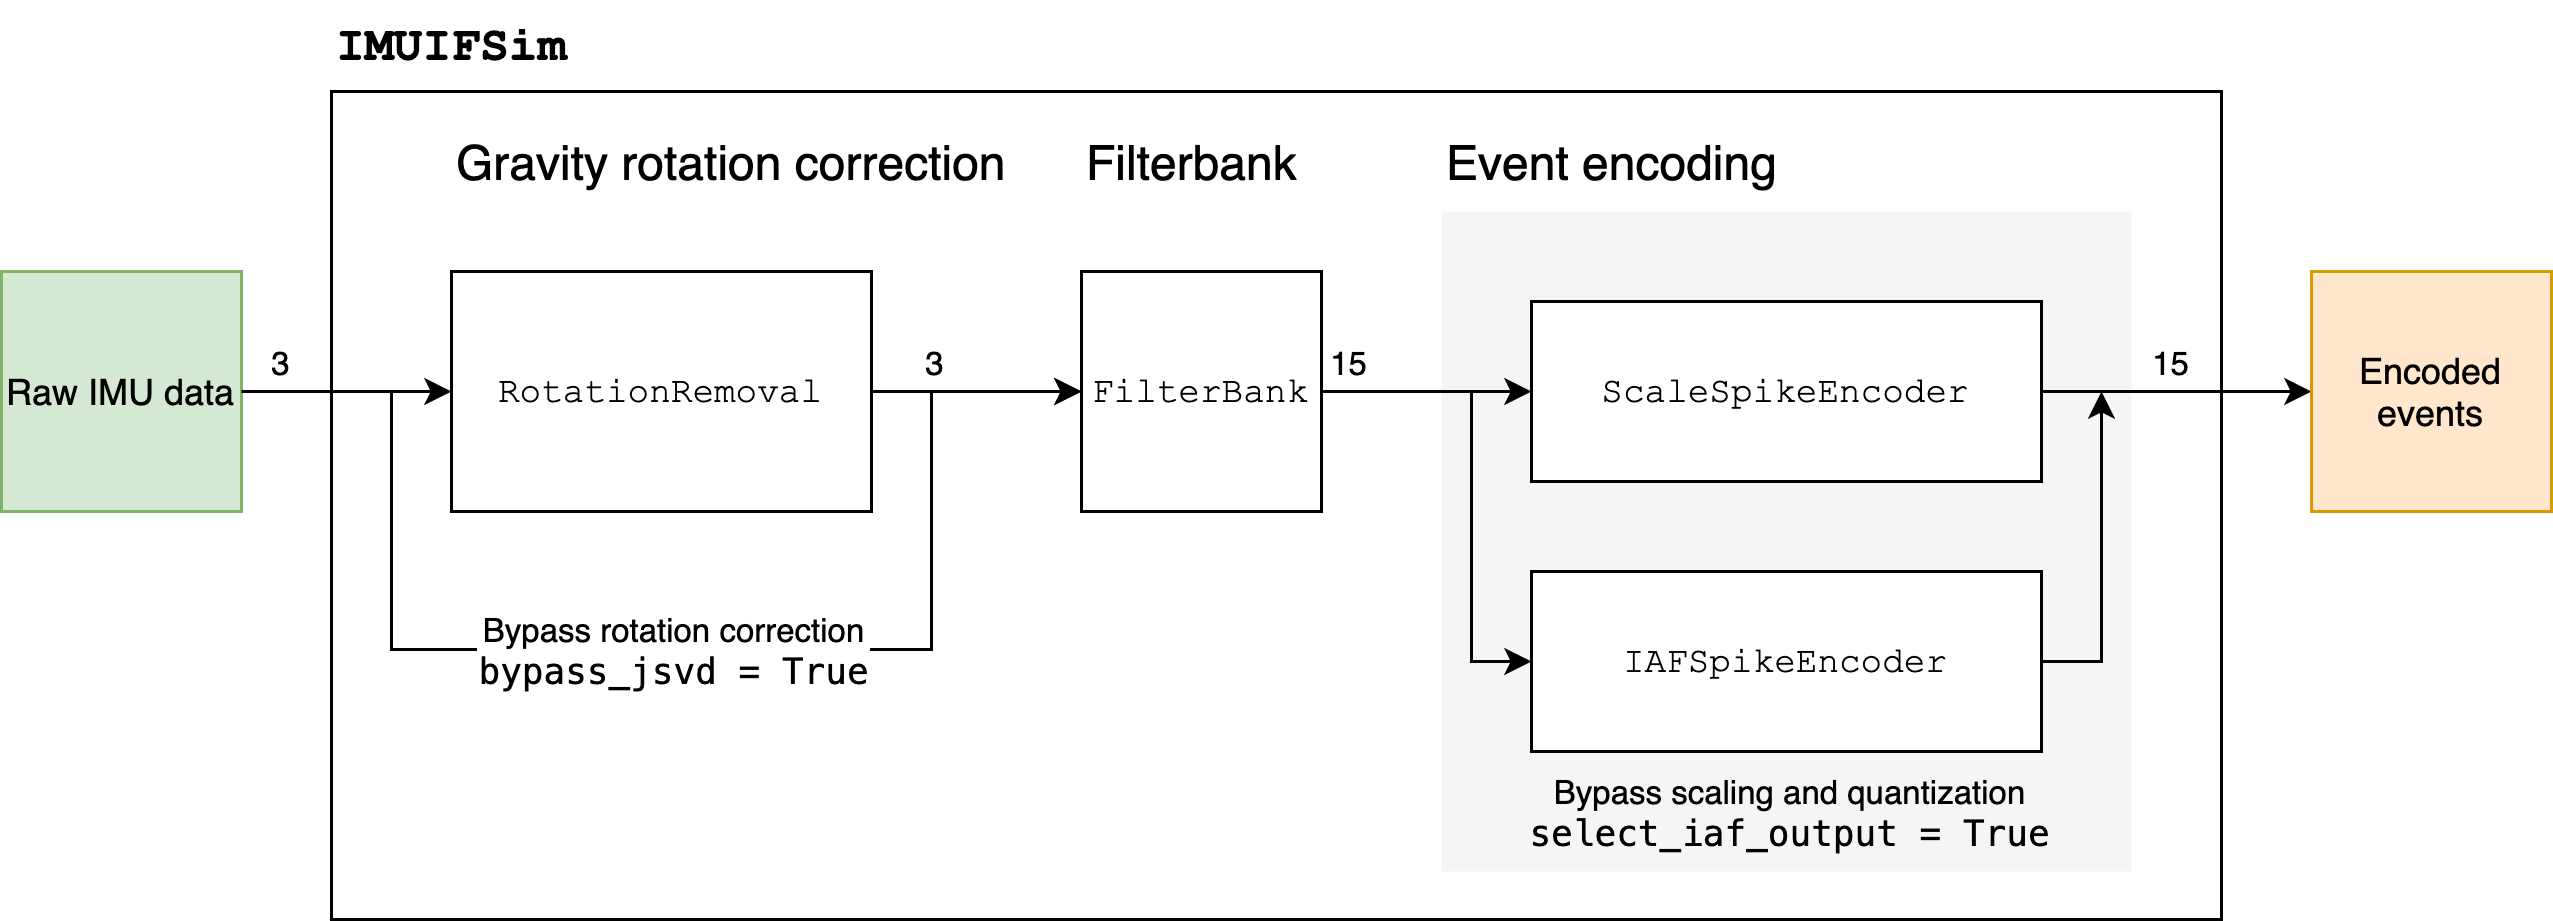 IMUIFSim
Gravity rotation correction
Filterbank
Event encoding
Raw IMU data
3
RotationRemoval
3
FilterBank
15
ScaleSpikeEncoder
15
Encoded
events
Bypass rotation correction
bypass_jsvd = True
IAFSpikeEncoder
Bypass scaling and quantization
select_iaf_output = True